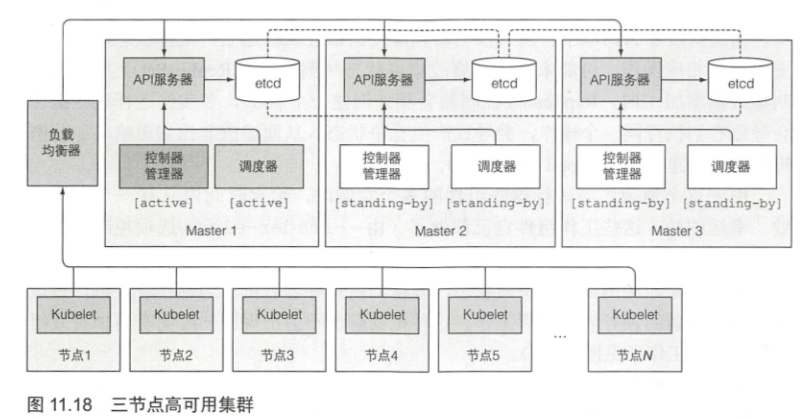 API服务器
etcd
API服务器
etcd
API服务器
etcd
负载
均衡器
控制器
管理器
调度器
控制器
管理器
调度器
控制器
管理器
调度器
[active]
[active]
[standing-by]
[standing-by]
[standing-by]
[standing-by]
Master 1
Master 2
Master 3
Kubelet
Kubelet
Kubelet
Kubelet
Kubelet
Kubelet
节点1
节点2
节点3
节点4
节点5
...
节点N
图 11.18 三节点高可用集群